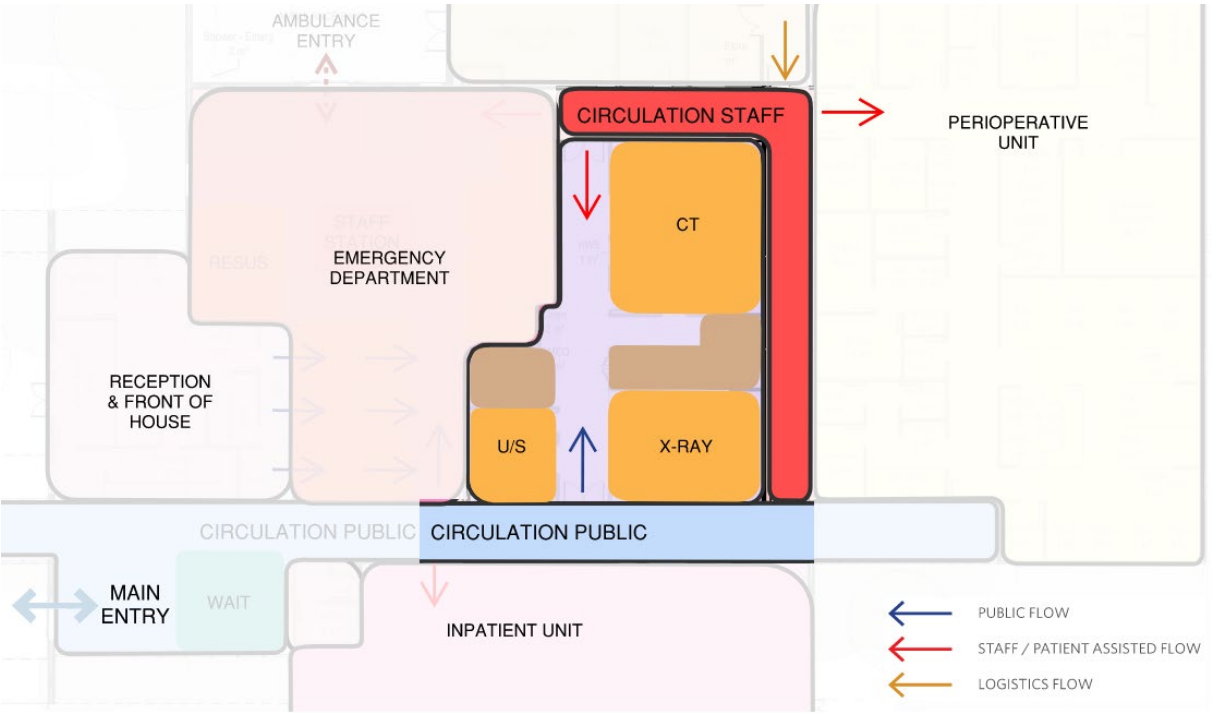 AMBULANCE
ENTRY
CIRCULATION STAFF
PERIOPERATIVE
UNIT
CT
STAFF
STATION
RESUS
EMERGENCY
DEPARTMENT
RECEPTION
& FRONT OF
HOUSE
U/S
X-RAY
CIRCULATION PUBLIC
CIRCULATION PUBLIC
MAIN
ENTRY
WAIT
INPATIENT UNIT
PUBLIC FLOW
STAFF / PATIENT ASSISTED FLOW
LOGISTICS FLOW